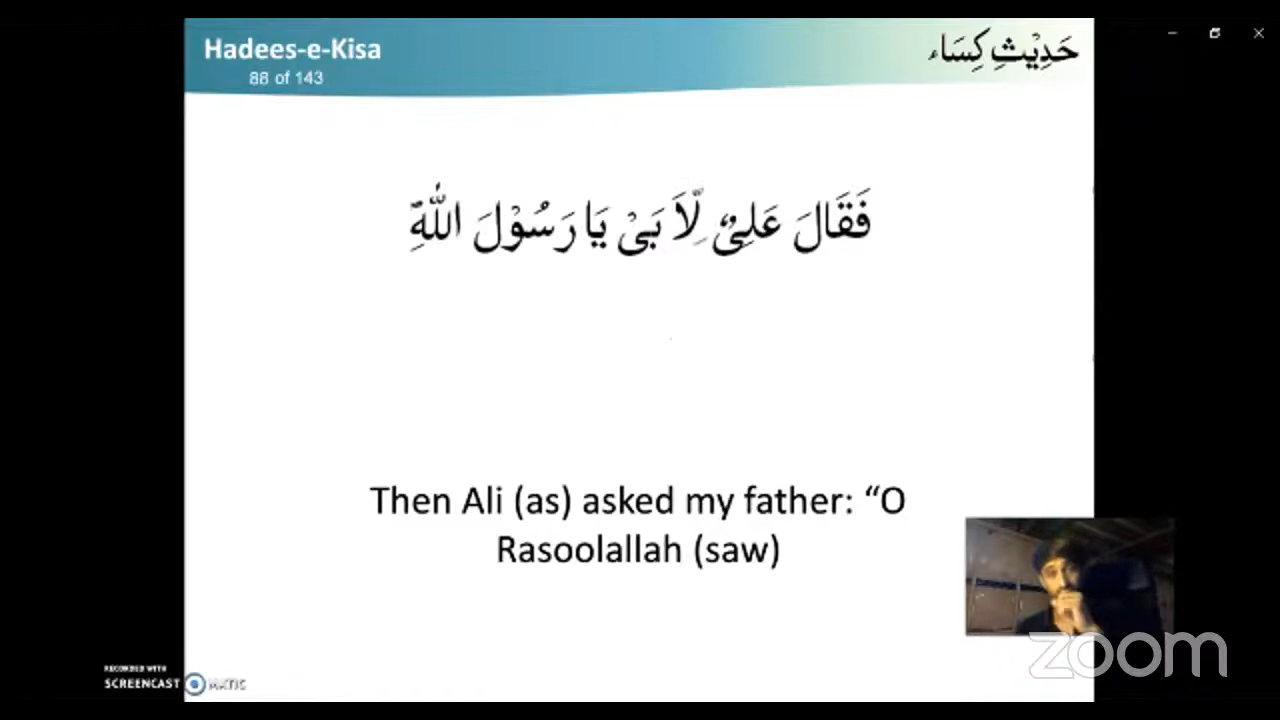 Hadees-e-Kisa
حَدِيْثِ كِسَاء
88 of 143
فَقَالَ عَلِىٌّ لِّاَ بَىْ يَا رَسُوْلَ اللّٰهِ
Then Ali (as) asked my father: “O
Rasoolallah (saw)
zoom
RECORDED WITH
SCREENCAST MATIC